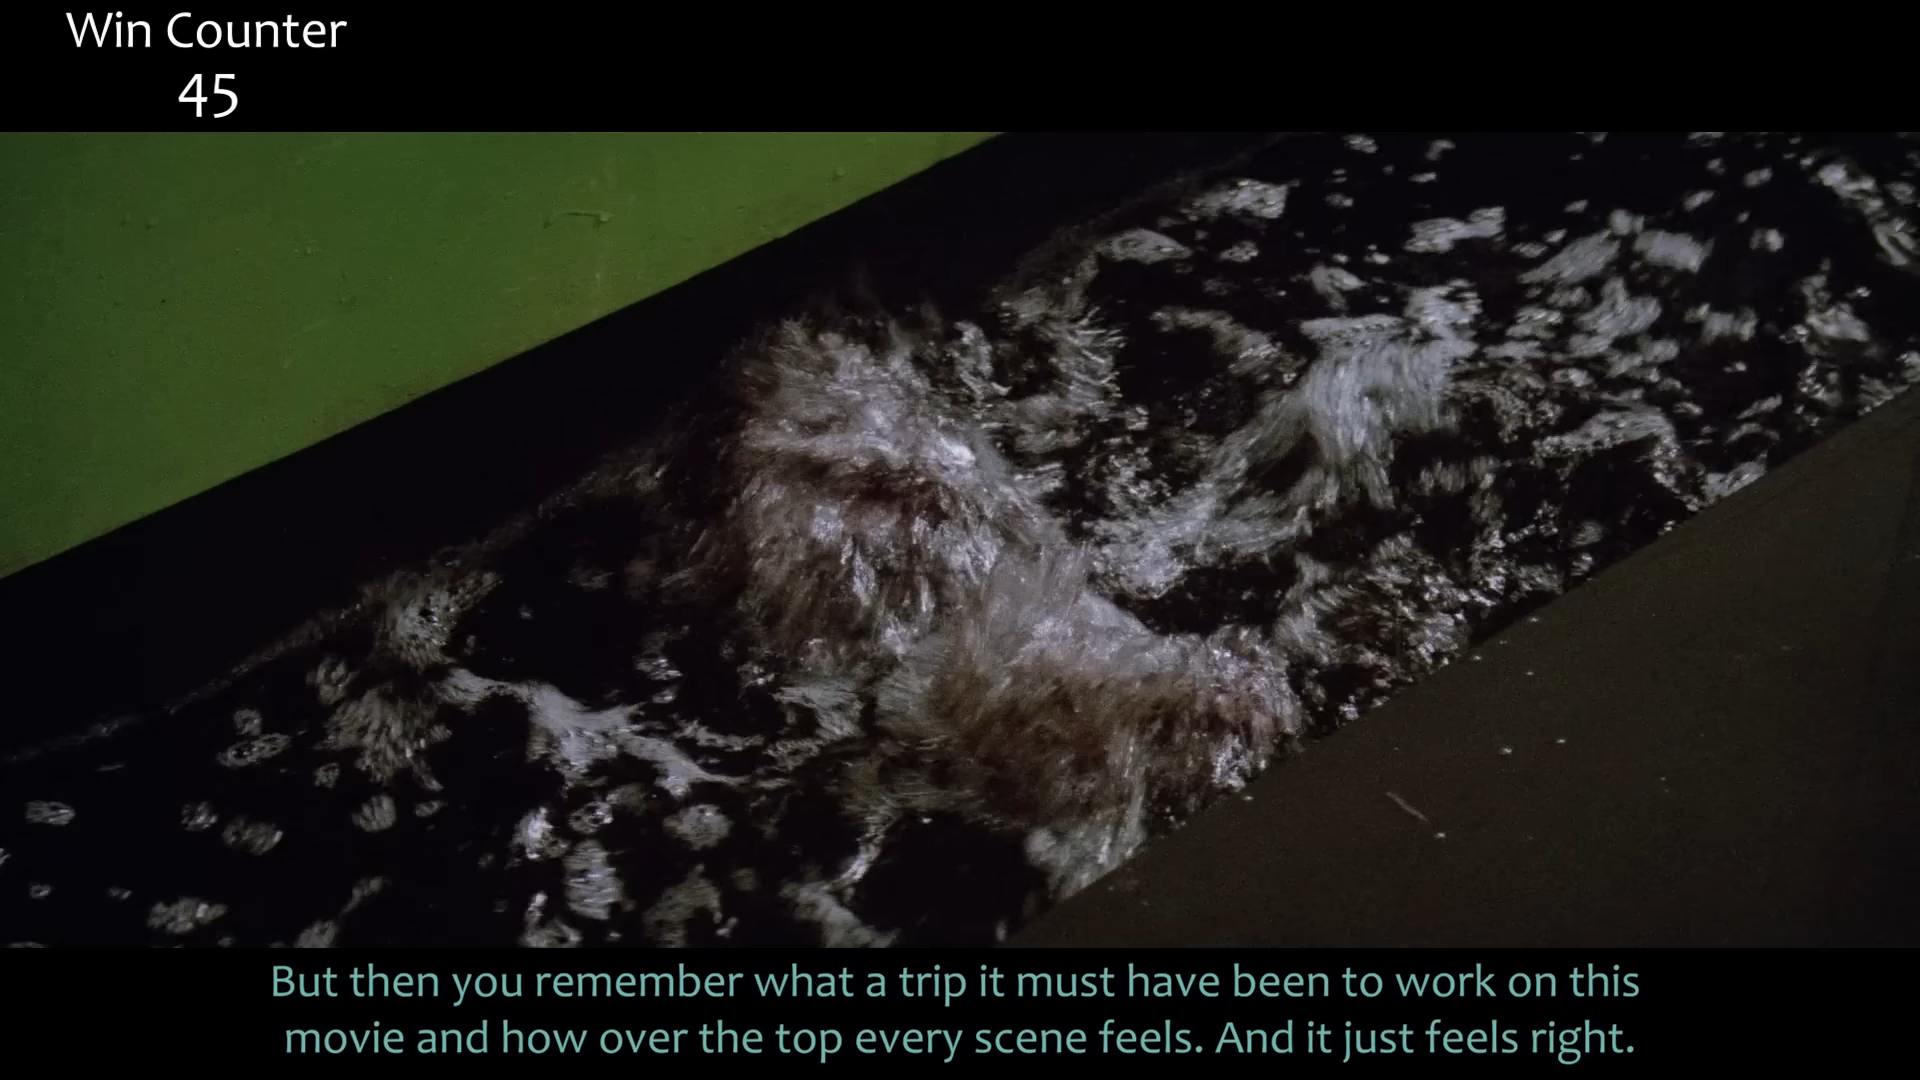 Win Counter
45
But then you remember what a trip it must have been to work on this
movie and how over the top every scene feels. And it just feels right.